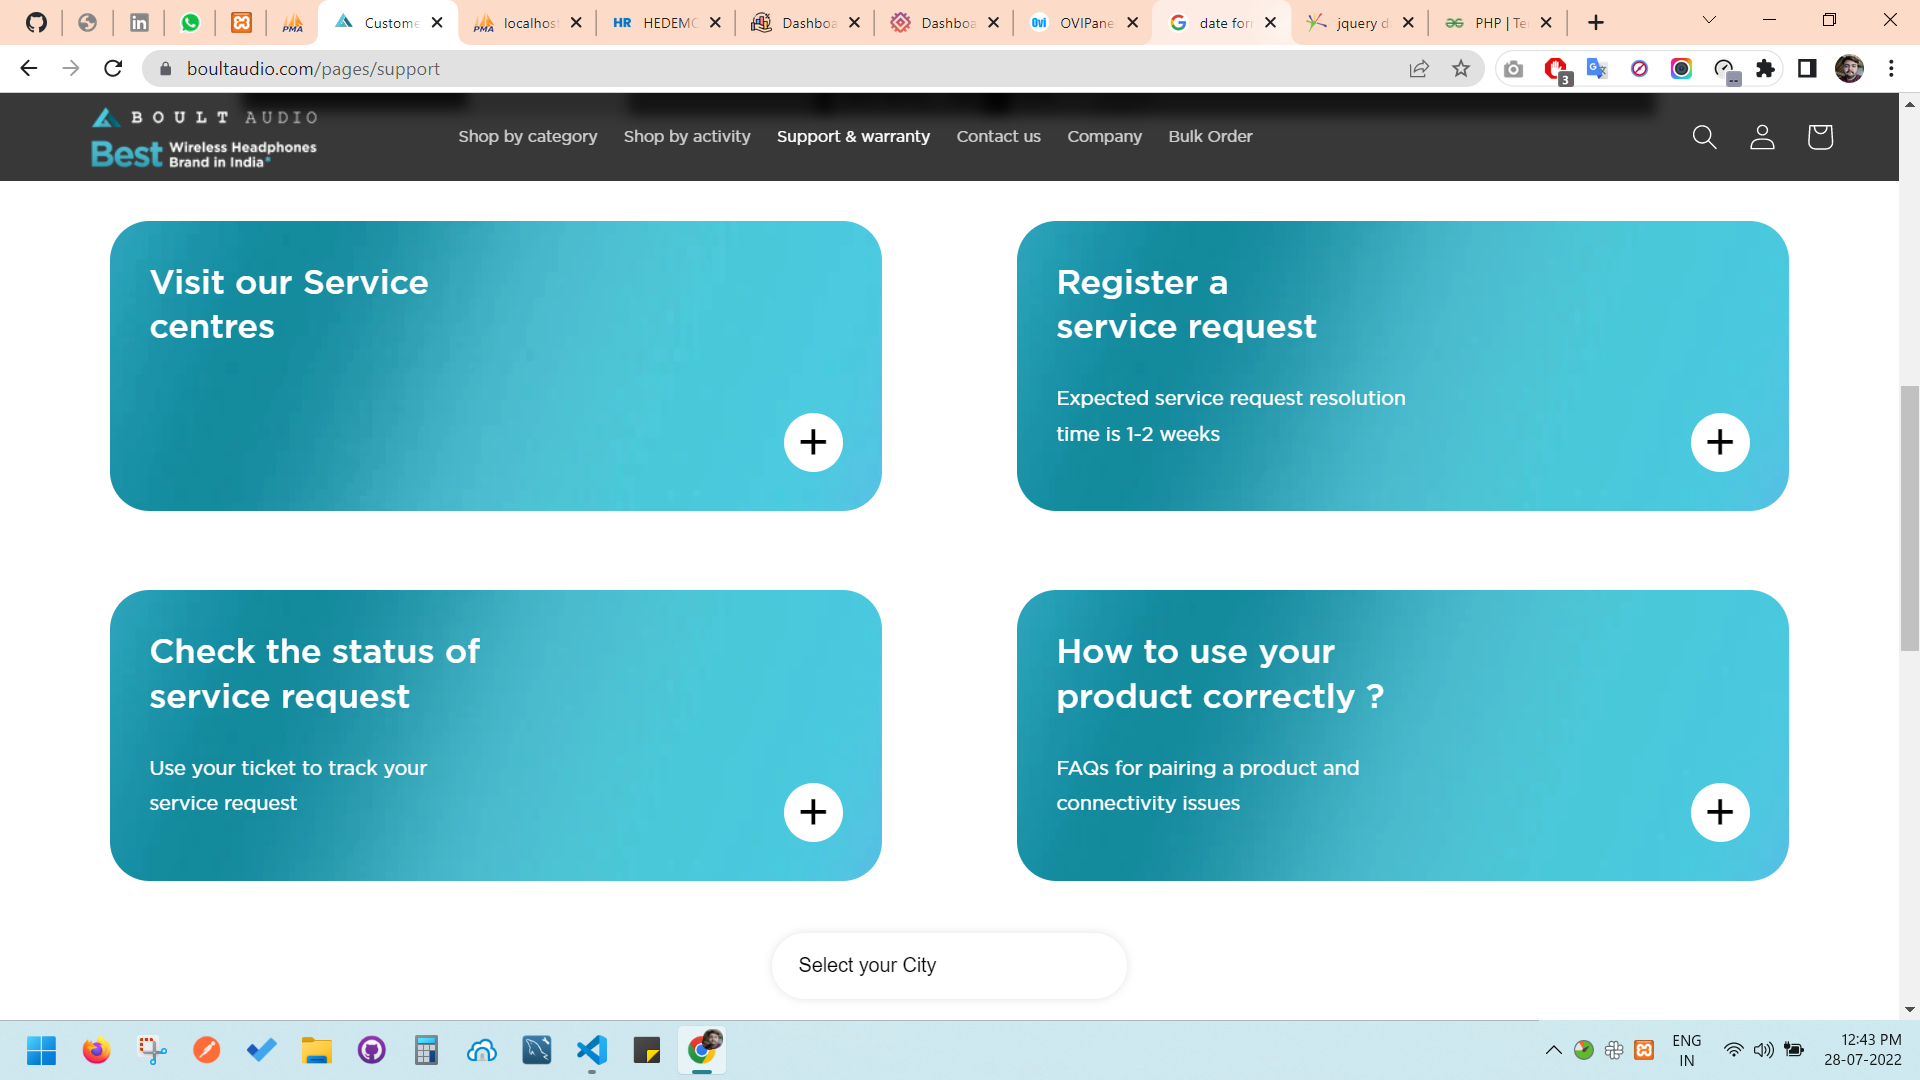 Custome
localhos
HR HEDEMC
Dashboa
Dashboa
Ovi OVIPane
date for
jquery d
PHP | Te
PMA
PMA
boultaudio.com/pages/support
3
BOULT AUDIO
Best Wireless Headphones
Brand in India*
Shop by category
Shop by activity
Support & warranty
Contact us
Company
Bulk Order
Visit our Service
centres
Register a
service request
Expected service request resolution
time is 1-2 weeks
Check the status of
service request
Use your ticket to track your
service request
How to use your
product correctly ?
FAQs for pairing a product and
connectivity issues
Select your City
ENG
IN
12:43 PM
28-07-2022